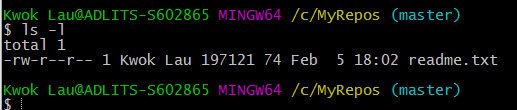 Kwok Lau@ADLITS-S602865 MINGW64 /c/MyRepos (master)
$ ls -l
total 1
-rw-r--r-- 1 Kwok Lau 197121 74 Feb  5 18:02 readme.txt
Kwok Lau@ADLITS-S602865 MINGW64 /c/MyRepos (master)
$